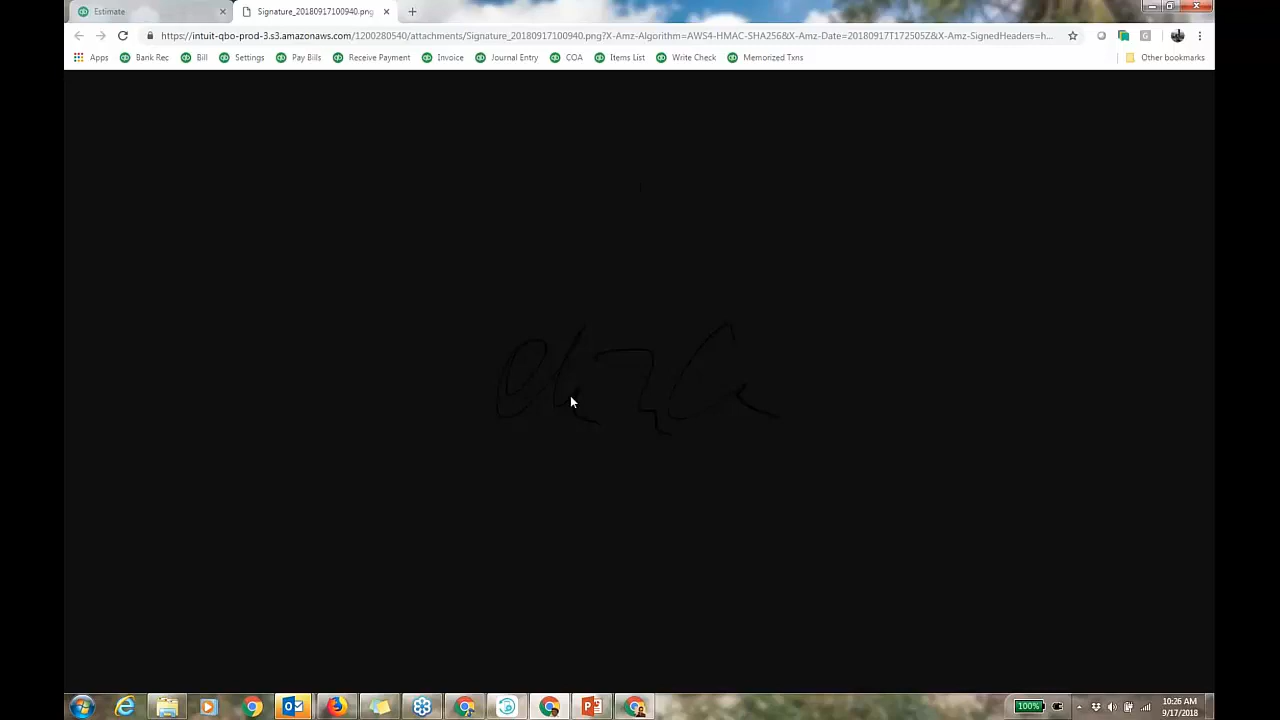 Estimate
Signature_20180917100940.png
https://intuit-qbo-prod-3.s3.amazonaws.com/1200280540/attachments/Signature_20180917100940.png?X-Amz-Algorithm=AWS4-HMAC-SHA256&X-Amz-Date=20180917T172505Z&X-Amz-SignedHeaders=h...
Apps Bank Rec Bill Settings Pay Bills Receive Payment Invoice Journal Entry COA Items List Write Check Memorized Txns Other bookmarks
100% 10:26 AM
9/17/2018